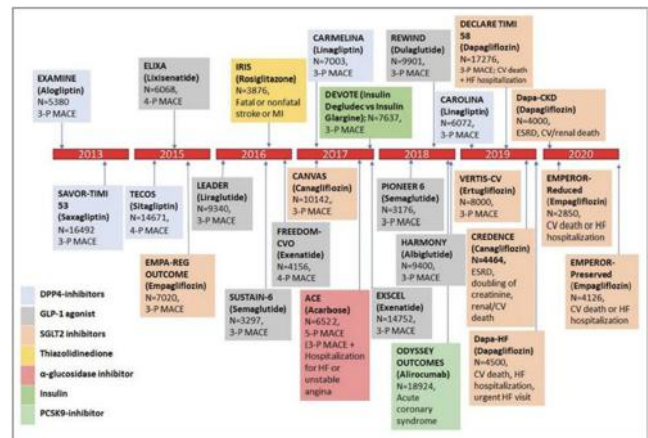 EXAMINE
(Alogliptin)
N=5380
3-P MACE
ELIXA
(Lixisenatide)
N=6068,
4-P MACE
IRIS
(Rosiglitazone)
N=3876,
Fatal or nonfatal
stroke or MI
CARMELINA
(Linagliptin)
N=7003,
3-P MACE
DEVOTE (Insulin
Degludec vs Insulin
Glargine); N=7637,
3-P MACE
REWIND
(Dulaglutide)
N=9901,
3-P MACE
CAROLINA
(Linagliptin)
N=6072,
3-P MACE
DECLARE TIMI
58
(Dapagliflozin)
N=17276,
3-P MACE; CV death
+ HF hospitalization
Dapa-CKD
(Dapagliflozin)
N=4000,
ESRD, CV/renal death
2013
2015
2016
2017
2018
2019
2020
SAVOR-TIMI
53
(Saxagliptin)
N=16492
3-P MACE
TECOS
(Sitagliptin)
N=14671,
4-P MACE
EMPA-REG
OUTCOME
(Empagliflozin)
N=7020,
3-P MACE
LEADER
(Liraglutide)
N=9340,
3-P MACE
SUSTAIN-6
(Semaglutide)
N=3297,
3-P MACE
CANVAS
(Canagliflozin)
N=10142,
3-P MACE
FREEDOM-
CVO
(Exenatide)
N=4156,
4-P MACE
ACE
(Acarbose)
N=6522,
5-P MACE
(3-P MACE +
Hospitalization
for HF or
unstable
angina
PIONEER 6
(Semaglutide)
N=3176,
3-P MACE
HARMONY
(Albiglutide)
N=9400,
3-P MACE
EXSCEL
(Exenatide)
N=14752,
3-P MACE
ODYSSEY
OUTCOMES
(Alirocumab)
N=18924,
Acute
coronary
syndrome
VERTIS-CV
(Ertugliflozin)
N=8000,
3-P MACE
CREDENCE
(Canagliflozin)
N=4464,
ESRD,
doubling of
creatinine,
renal/CV
death
Dapa-HF
(Dapagliflozin)
N=4500,
CV death, HF
hospitalization,
urgent HF visit
EMPEROR-
Reduced
(Empagliflozin)
N=2850,
CV death or HF
hospitalization
EMPEROR-
Preserved
(Empagliflozin)
N=4126,
CV death or HF
hospitalization
DPP4-inhibitors
GLP-1 agonist
SGLT2 inhibitors
Thiazolidinedione
α-glucosidase inhibitor
Insulin
PCSK9-inhibitor